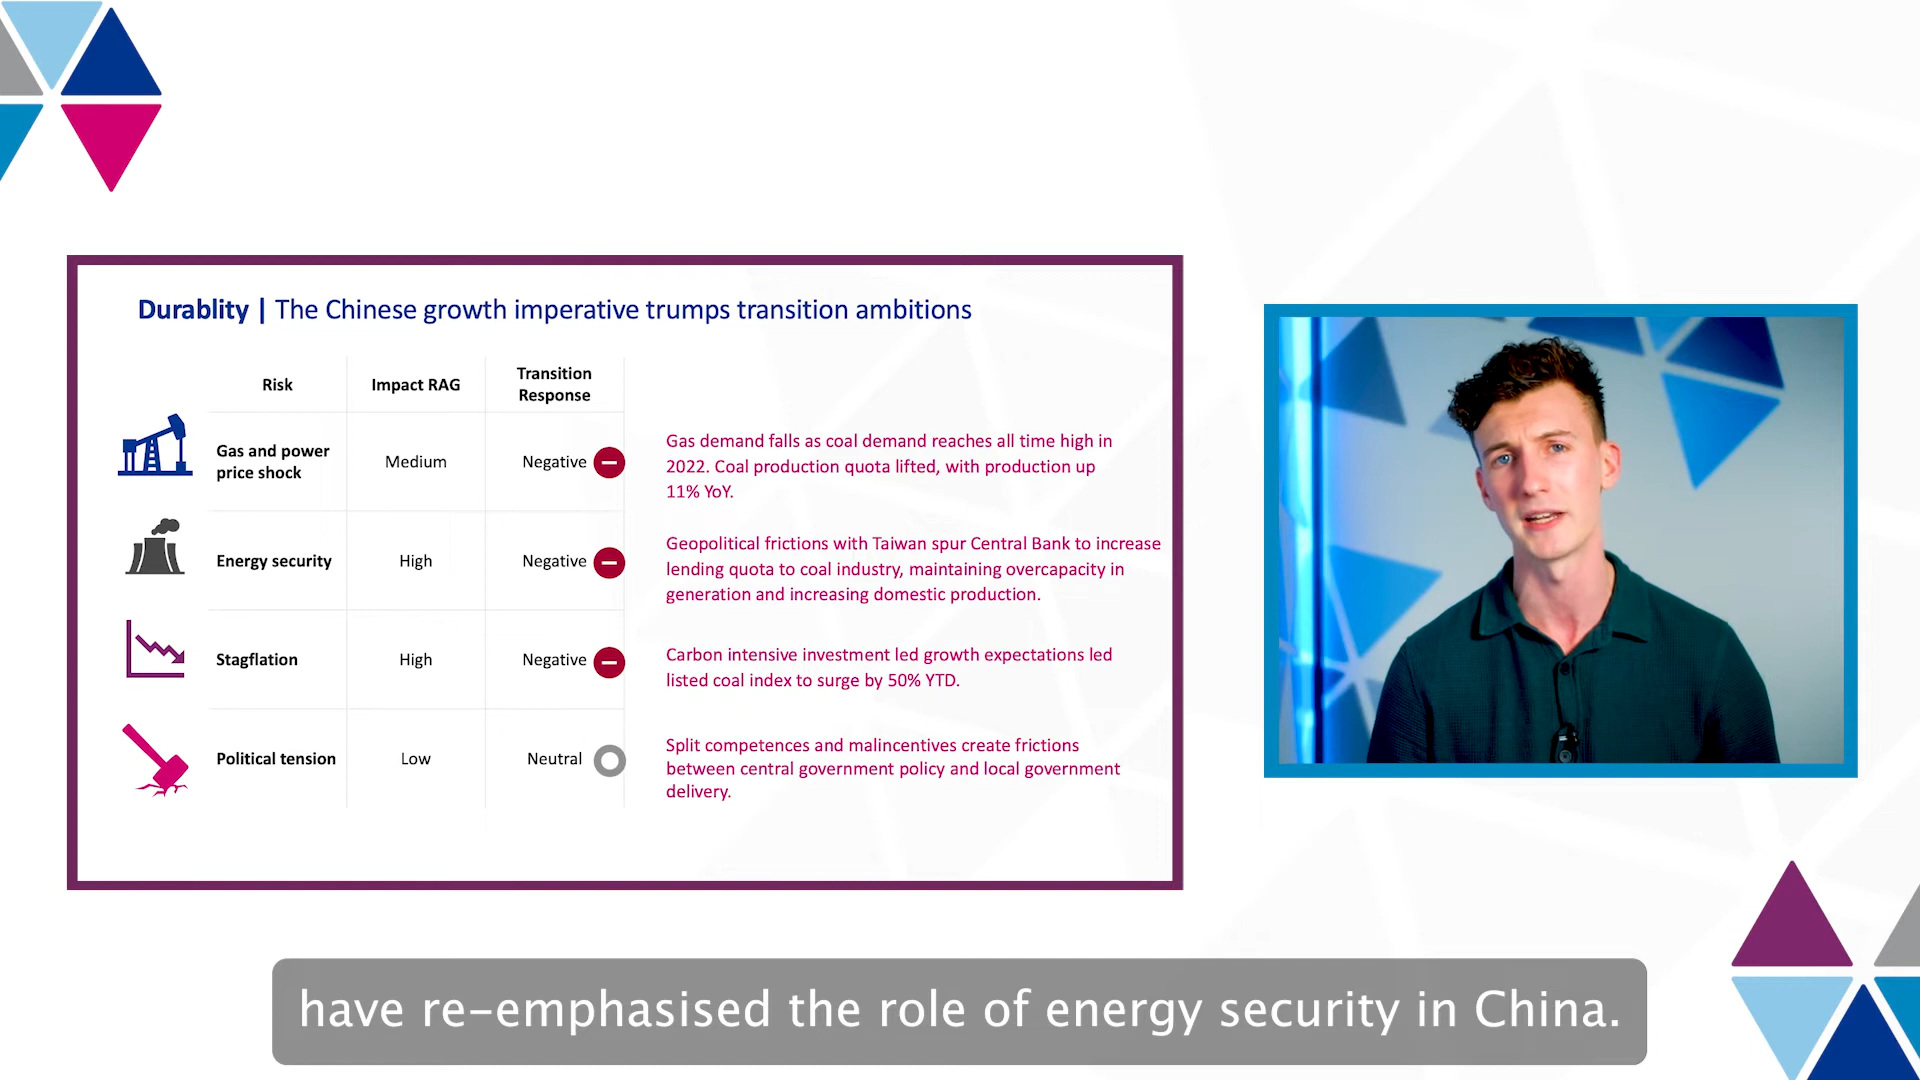 Durablity | The Chinese growth imperative trumps transition ambitions
Risk
Impact RAG
Transition
Response
Gas and power
price shock
Medium
Negative
Gas demand falls as coal demand reaches all time high in
2022. Coal production quota lifted, with production up
11% YoY.
Energy security
High
Negative
Geopolitical frictions with Taiwan spur Central Bank to increase
lending quota to coal industry, maintaining overcapacity in
generation and increasing domestic production.
Stagflation
High
Negative
Carbon intensive investment led growth expectations led
listed coal index to surge by 50% YTD.
Political tension
Low
Neutral
Split competences and malincentives create frictions
between central government policy and local government
delivery.
have re-emphasised the role of energy security in China.